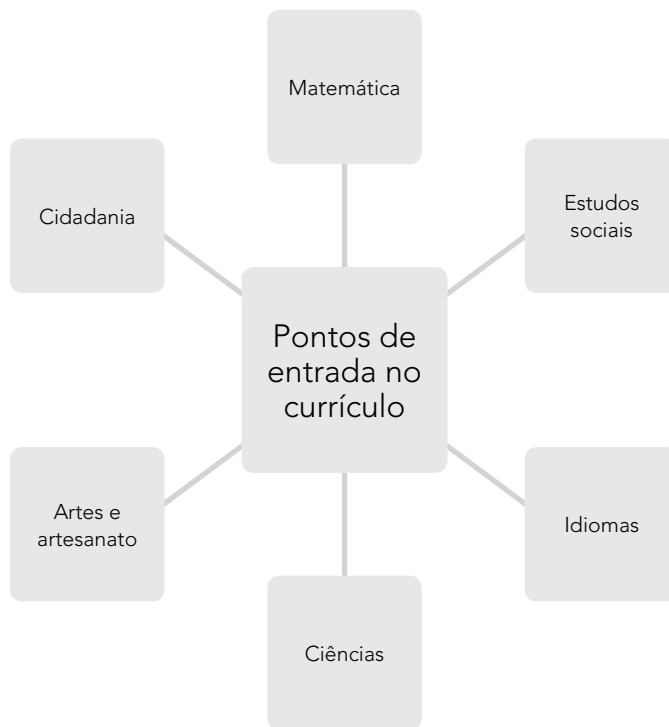 Matemática
Cidadania
Estudos
sociais
Pontos de
entrada no
currículo
Artes e
artesanato
Idiomas
Ciências